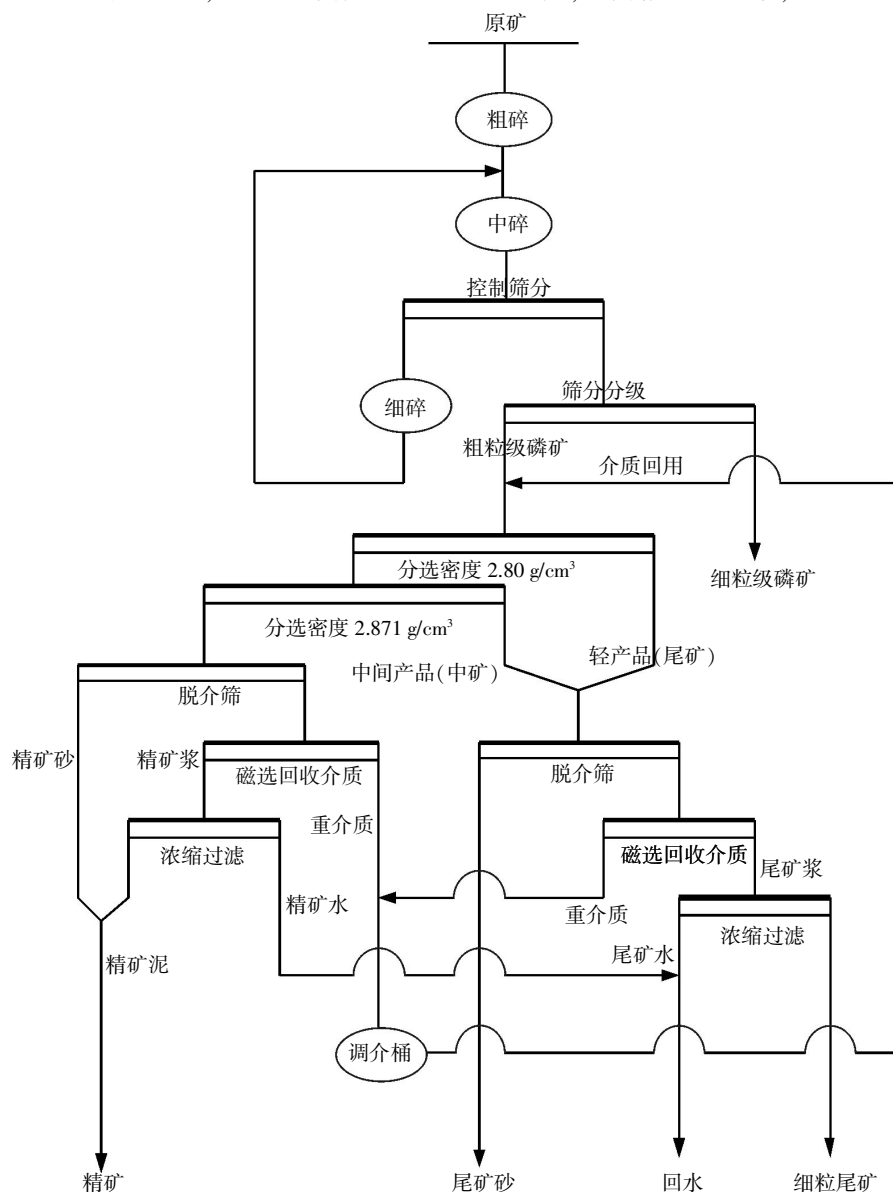 原矿
粗碎
中碎
控制筛分
细碎
筛分分级
粗粒级磷矿
介质回用
分选密度 2.80 g/cm³
细粒级磷矿
分选密度 2.871 g/cm³
中间产品(中矿)
轻产品(尾矿)
脱介筛
精矿砂
精矿浆
磁选回收介质
脱介筛
重介质
浓缩过滤
磁选回收介质
尾矿浆
精矿水
重介质
浓缩过滤
精矿泥
尾矿水
调介桶
精矿
尾矿砂
回水
细粒尾矿